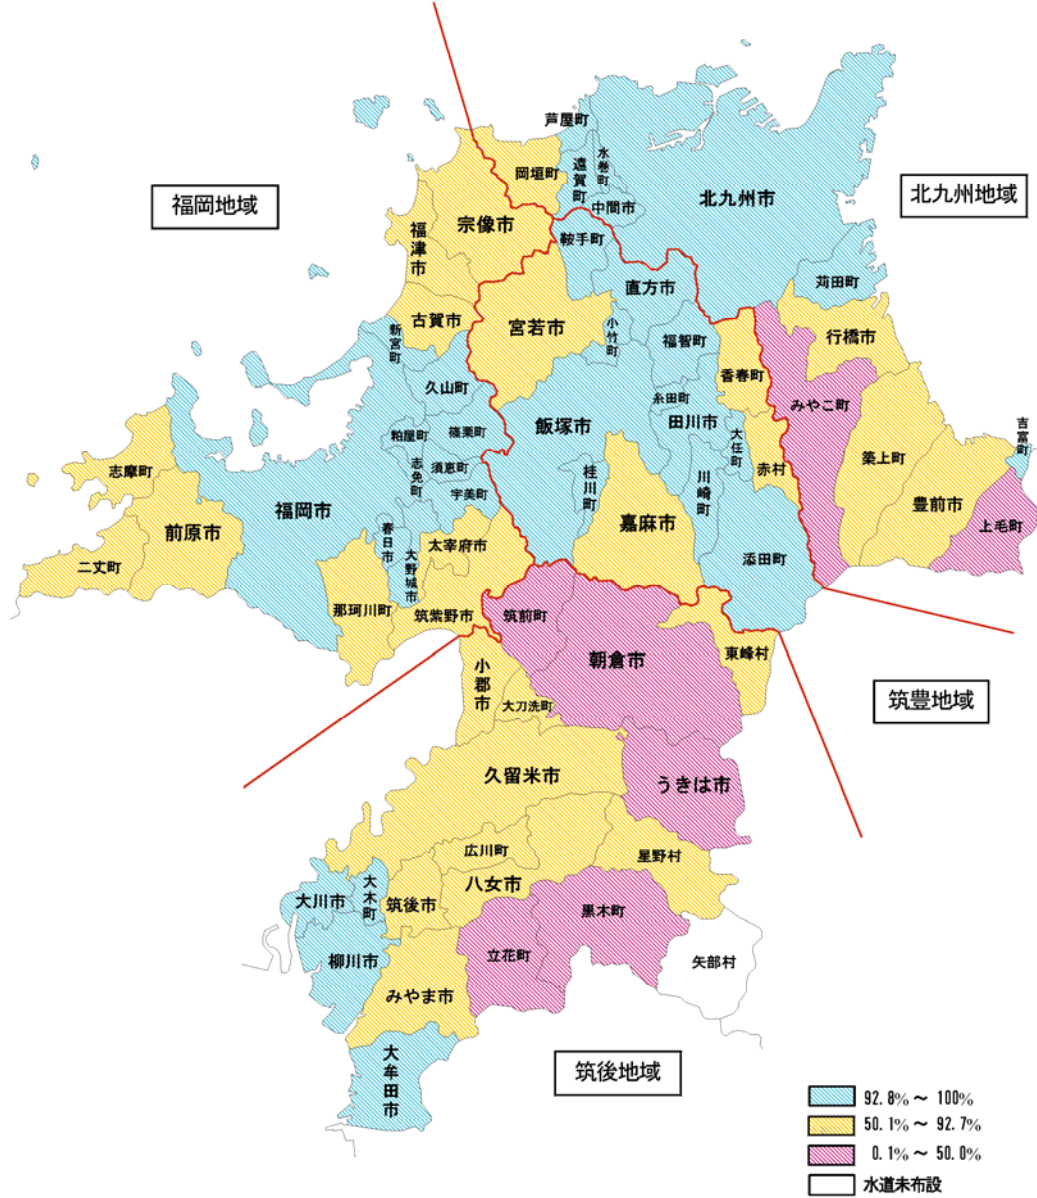 芦屋町
水巻町
遠賀町
岡垣町
中間市
北九州市
北九州地域
福岡地域
宗像市
福津市
鞍手町
直方市
苅田町
古賀市
新宮町
宮若市
小竹町
福智町
行橋市
香春町
久山町
糸田町
みやこ町
粕屋町
篠栗町
飯塚市
田川市
大任町
吉富町
志摩町
志免町
須恵町
宇美町
桂川町
川崎町
赤村
築上町
豊前市
上毛町
福岡市
前原市
春日市
大野城市
太宰府市
嘉麻市
添田町
二丈町
那珂川町
筑紫野市
筑前町
朝倉市
東峰村
小郡市
大刀洗町
筑豊地域
久留米市
うきは市
広川町
星野村
大川市
大木町
筑後市
八女市
黒木町
柳川市
立花町
矢部村
みやま市
大牟田市
筑後地域
92.8%～ 100%
50.1%～ 92.7%
0.1%～ 50.0%
水道未布設